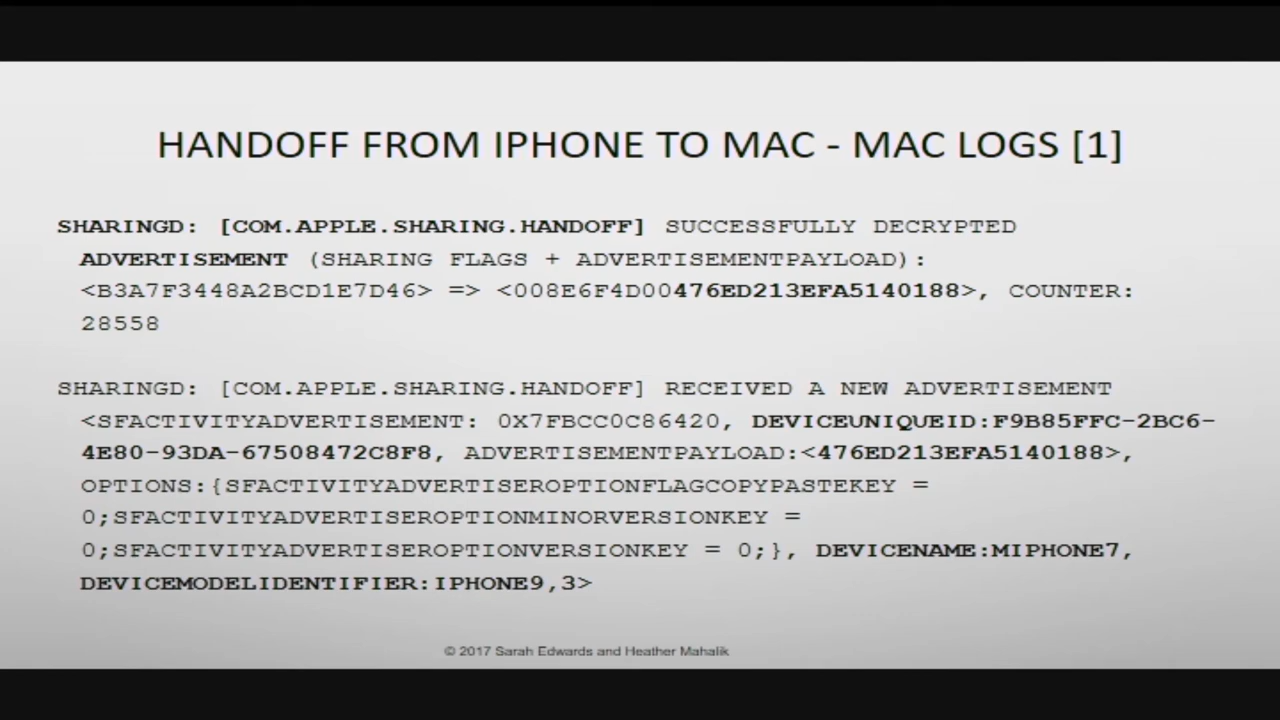 HANDOFF FROM IPHONE TO MAC - MAC LOGS [1]
SHARINGD: [COM.APPLE.SHARING.HANDOFF] SUCCESSFULLY DECRYPTED
ADVERTISEMENT (SHARING FLAGS + ADVERTISEMENTPAYLOAD):
<B3A7F3448A2BCD1E7D46> => <008E6F4D00476ED213EFA5140188>, COUNTER:
28558
SHARINGD: [COM.APPLE.SHARING.HANDOFF] RECEIVED A NEW ADVERTISEMENT
<SFACTIVITYADVERTISEMENT: 0X7FBCC0C86420, DEVICEUNIQUEID:F9B85FFC-2BC6-
4E80-93DA-67508472C8F8, ADVERTISEMENTPAYLOAD:<476ED213EFA5140188>,
OPTIONS:{SFACTIVITYADVERTISEROPTIONFLAGCOPYPASTEKEY =
0;SFACTIVITYADVERTISEROPTIONMINORVERSIONKEY =
0;SFACTIVITYADVERTISEROPTIONVERSIONKEY = 0;}, DEVICENAME:MIPHONE7,
DEVICEMODELIDENTIFIER:IPHONE9,3>
© 2017 Sarah Edwards and Heather Mahalik